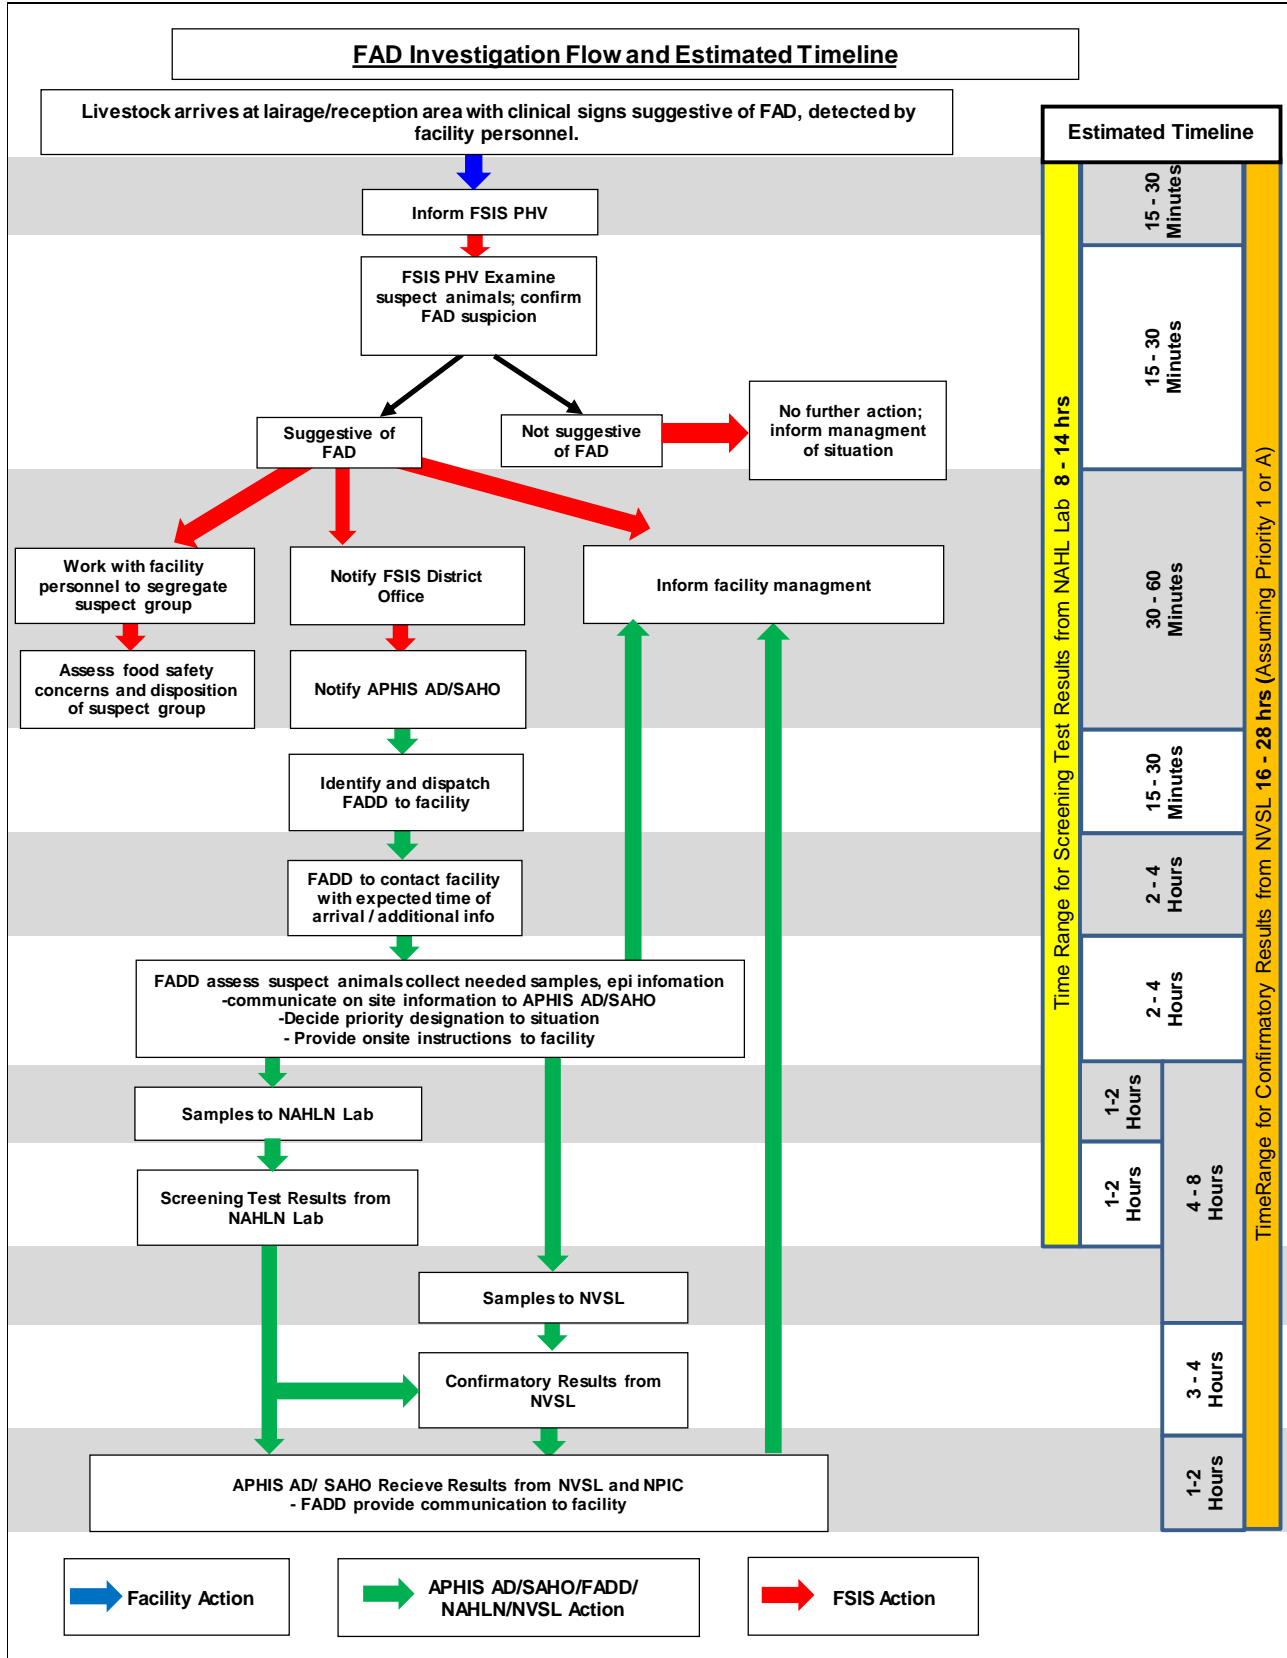 FAD Investigation Flow and Estimated Timeline
Livestock arrives at lairage/reception area with clinical signs suggestive of FAD, detected by
facility personnel.
Estimated Timeline
Inform FSIS PHV
15 - 30
Minutes
FSIS PHV Examine
suspect animals; confirm
FAD suspicion
15 - 30
Minutes
Suggestive of
FAD
Not suggestive
of FAD
No further action;
inform managment
of situation
Work with facility
personnel to segregate
suspect group
Notify FSIS District
Office
Inform facility managment
30 - 60
Minutes
Assess food safety
concerns and disposition
of suspect group
Notify APHIS AD/SAHO
Identify and dispatch
FADD to facility
15 - 30
Minutes
FADD to contact facility
with expected time of
arrival / additional info
2 - 4
Hours
FADD assess suspect animals collect needed samples, epi infomation
-communicate on site information to APHIS AD/SAHO
-Decide priority designation to situation
- Provide onsite instructions to facility
2 - 4
Hours
Samples to NAHLN Lab
1-2
Hours
Screening Test Results from
NAHLN Lab
1-2
Hours
4 - 8
Hours
Samples to NVSL
Confirmatory Results from
NVSL
3 - 4
Hours
APHIS AD/ SAHO Recieve Results from NVSL and NPIC
- FADD provide communication to facility
1-2
Hours
Time Range for Screening Test Results from NAHL Lab 8 - 14 hrs
TimeRange for Confirmatory Results from NVSL 16 - 28 hrs (Assuming Priority 1 or A)
Facility Action
APHIS AD/SAHO/FADD/
NAHLN/NVSL Action
FSIS Action